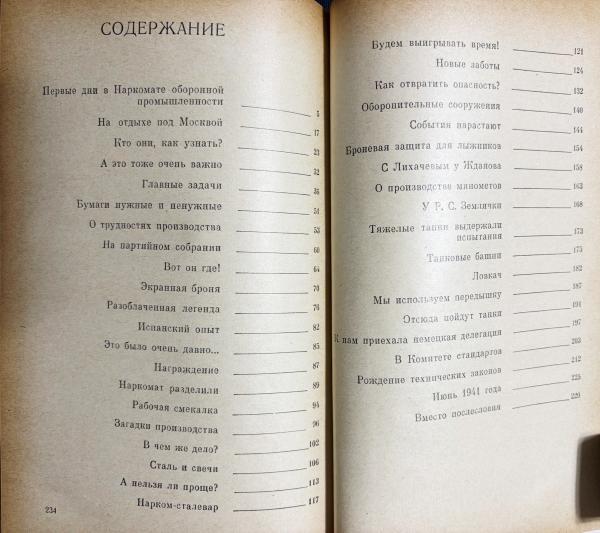 СОДЕРЖАНИЕ
Первые дни в Наркомате оборонной
промышленности 5
На отдыхе под Москвой 17
Кто они, как узнать? 23
А это тоже очень важно 32
Главные задачи 36
Бумаги нужные и ненужные 51
О трудностях производства 53
На партийном собрании 60
Вот он где! 64
Экранная броня 70
Разоблаченная легенда 76
Испанский опыт 82
Это было очень давно... 85
Награждение 87
Наркомат разделили 89
Рабочая смекалка 94
Загадки производства 96
В чем же дело? 102
Сталь и свечи 106
А нельзя ли проще? 113
Нарком-сталевар 117
234
Будем выигрывать время! 121
Новые заботы 124
Как отвратить опасность? 132
Оборонительные сооружения 140
События нарастают 144
Броневая защита для лыжников 154
С Лихачевым у Жданова 158
О производстве минометов 163
У Р. С. Землячки 168
Тяжелые танки выдержали
испытания 173
Танковые башни 175
Ловкач 182
Мы используем передышку 187
Отсюда пойдут танки 191
К нам приехала немецкая делегация 197
В Комитете стандартов 203
Рождение технических законов 212
Июнь 1941 года 225
Вместо послесловия 229